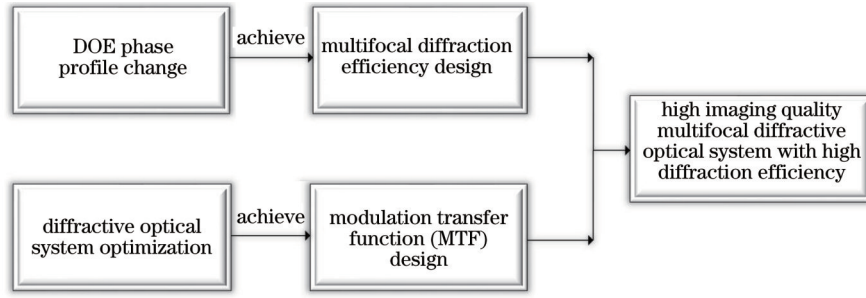 DOE phase
profile change
achieve
multifocal diffraction
efficiency design
high imaging quality
multifocal diffractive
optical system with high
diffraction efficiency
diffractive optical
system optimization
achieve
modulation transfer
function (MTF)
design